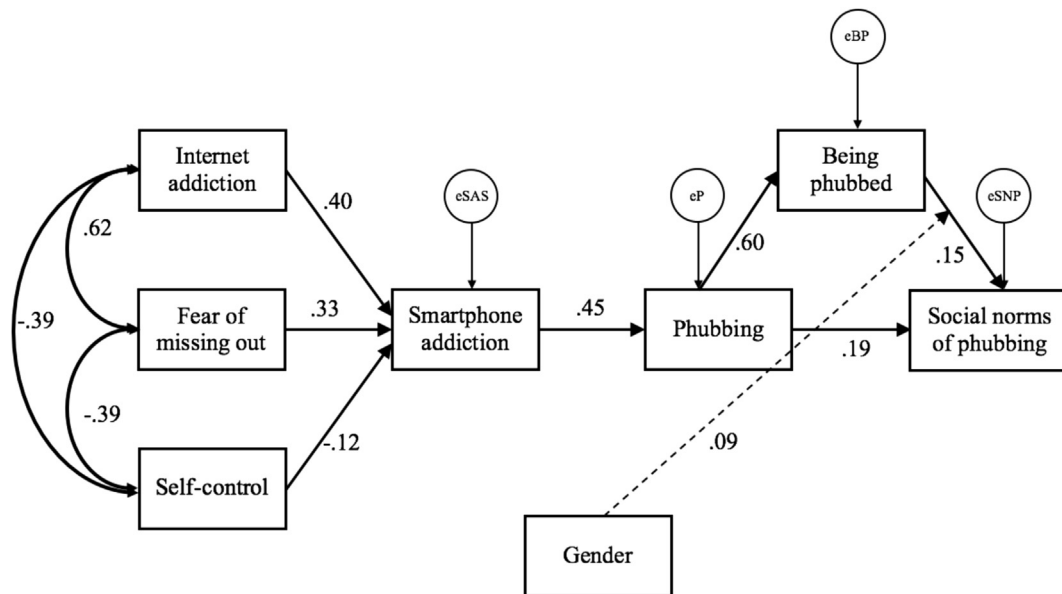 eBP
Internet
addiction
Being
phubbed
.40
eSAS
eP
eSNP
.62
.60
.15
-.39
Fear of
missing out
.33
Smartphone
addiction
.45
Phubbing
.19
Social norms
of phubbing
-.39
-.12
.09
Self-control
Gender